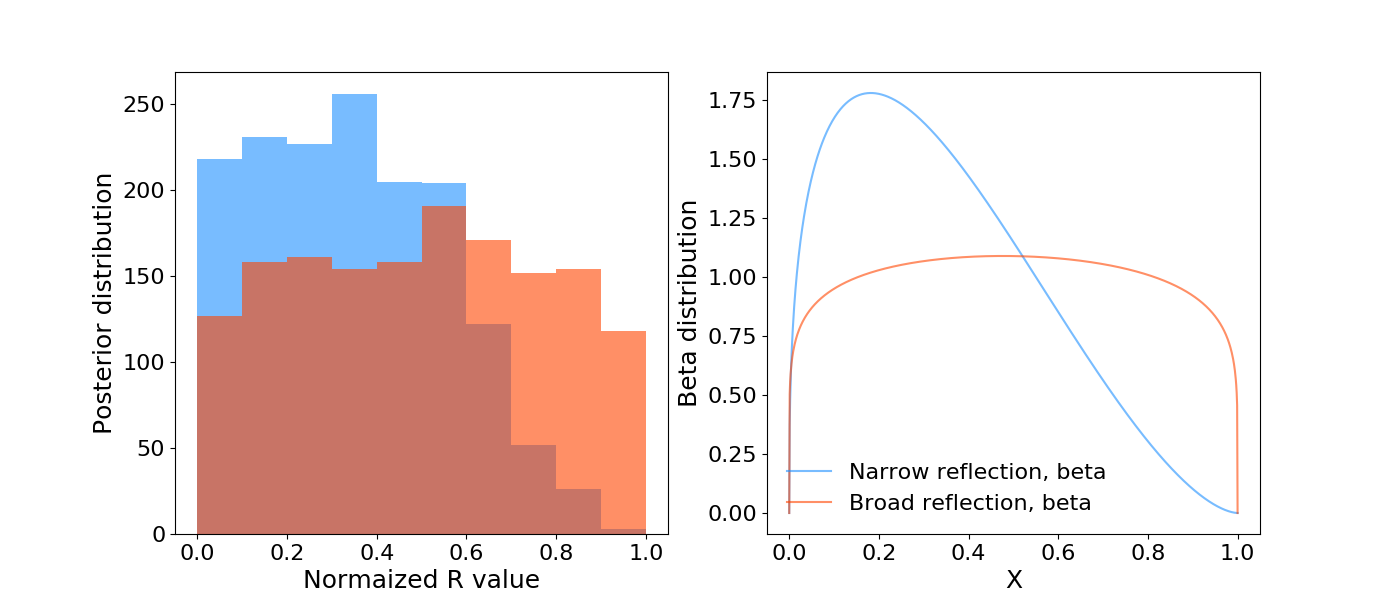 Posterior distribution
250
200
150
100
50
0
0.0 0.2 0.4 0.6 0.8 1.0
Normaized R value
Beta distribution
1.75
1.50
1.25
1.00
0.75
0.50
0.25
0.00
Narrow reflection, beta
Broad reflection, beta
0.0 0.2 0.4 0.6 0.8 1.0
X